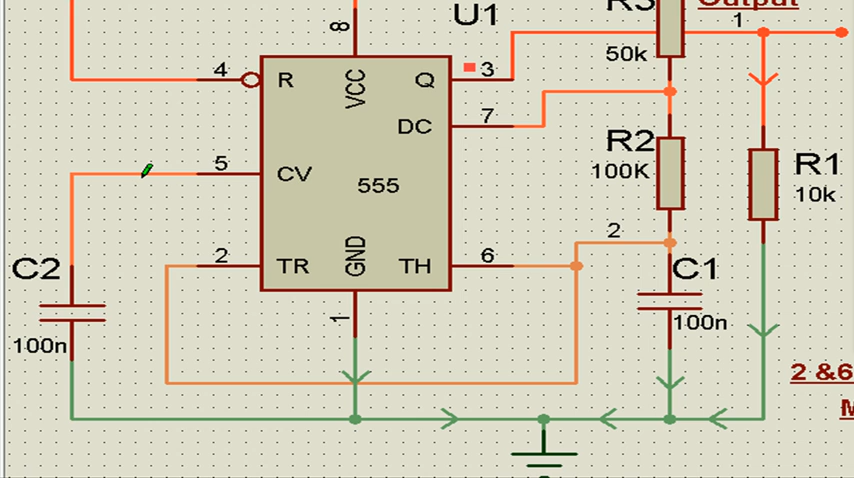 U1
R3
Output
8
1
50k
4
R
VCC
Q
3
DC
7
R2
100K
R1
10k
5
CV
555
2
C2
2
TR
GND
TH
6
C1
100n
100n
1
2 &6
M